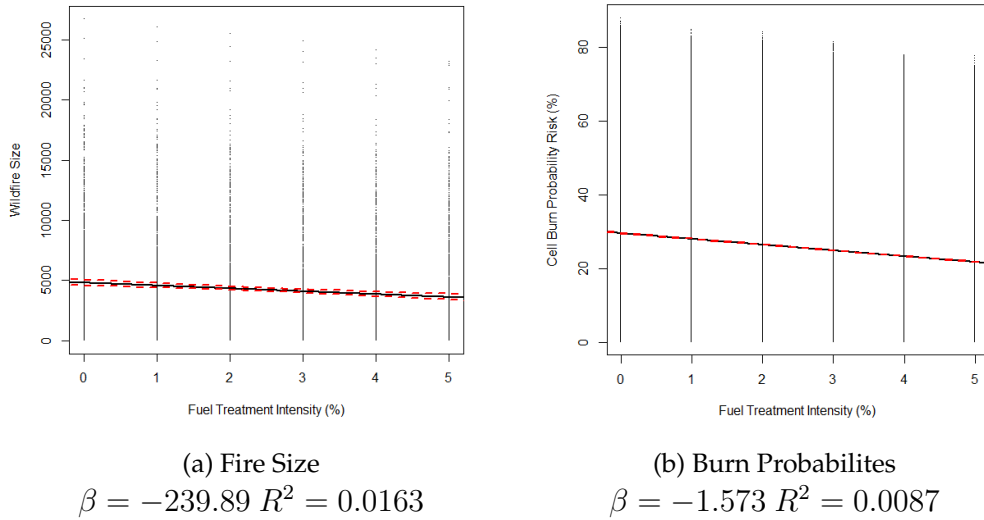 25000
20000
15000
10000
5000
0
Wildfire Size
0 1 2 3 4 5
Fuel Treatment Intensity (%)
(a) Fire Size
β = −239.89 R² = 0.0163
80
60
40
20
0
Cell Burn Probability Risk (%)
0 1 2 3 4 5
Fuel Treatment Intensity (%)
(b) Burn Probabilites
β = −1.573 R² = 0.0087